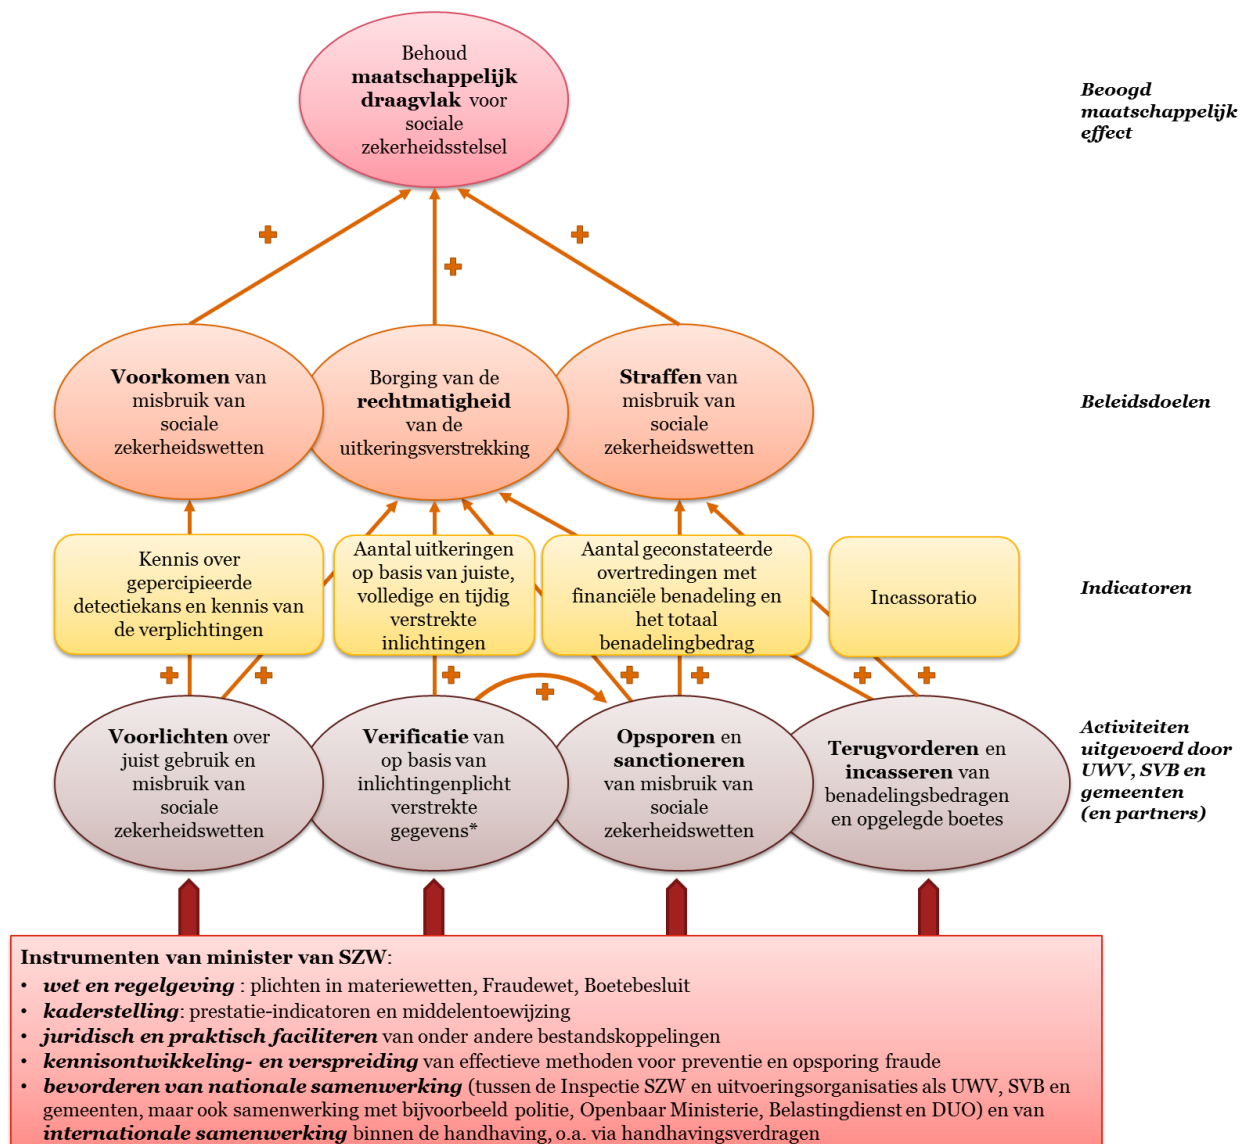 Behoud
maatschappelijk
draagvlak voor
sociale
zekerheidsstelsel
Beoogd
maatschappelijk
effect
Voorkomen van
misbruik van
sociale
zekerheidswetten
Borging van de
rechtmatigheid
van de
uitkeringsverstrekking
Straffen van
misbruik van
sociale
zekerheidswetten
Beleidsdoelen
Kennis over
gepercipieerde
detectiekans en kennis van
de verplichtingen
Aantal uitkeringen
op basis van juiste,
volledige en tijdig
verstrekte
inlichtingen
Aantal geconstateerde
overtredingen met
financiële benadeling en
het totaal
benadelingbedrag
Incassoratio
Indicatoren
Voorlichten over
juist gebruik en
misbruik van
sociale
zekerheidswetten
Verificatie van
op basis van
inlichtingenplicht
verstrekte
gegevens*
Opsporen en
sanctioneren
van misbruik van
sociale
zekerheidswetten
Terugvorderen en
incasseren van
benadelingsbedragen
en opgelegde boetes
Activiteiten
uitgevoerd door
UWV, SVB en
gemeenten
(en partners)
Instrumenten van minister van SZW:
• wet en regelgeving : plichten in materiewetten, Fraudewet, Boetebesluit
• kaderstelling: prestatie-indicatoren en middelentoewijzing
• juridisch en praktisch faciliteren van onder andere bestandskoppelingen
• kennisontwikkeling- en verspreiding van effectieve methoden voor preventie en opsporing fraude
• bevorderen van nationale samenwerking (tussen de Inspectie SZW en uitvoeringsorganisaties als UWV, SVB en
gemeenten, maar ook samenwerking met bijvoorbeeld politie, Openbaar Ministerie, Belastingdienst en DUO) en van
internationale samenwerking binnen de handhaving, o.a. via handhavingsverdragen